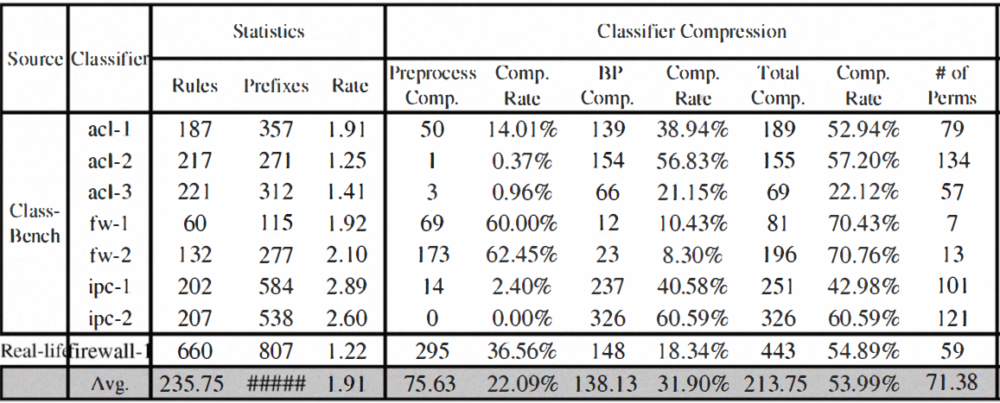 Statistics Classifier Compression
Source Classifier
Rules Prefixes Rate Preprocess Comp. Comp. Rate BP Comp. Comp. Rate Total Comp. Comp. Rate # of Perms
acl-1 187 357 1.91 50 14.01% 139 38.94% 189 52.94% 79
acl-2 217 271 1.25 1 0.37% 154 56.83% 155 57.20% 134
acl-3 221 312 1.41 3 0.96% 66 21.15% 69 22.12% 57
Class-Bench fw-1 60 115 1.92 69 60.00% 12 10.43% 81 70.43% 7
fw-2 132 277 2.10 173 62.45% 23 8.30% 196 70.76% 13
ipc-1 202 584 2.89 14 2.40% 237 40.58% 251 42.98% 101
ipc-2 207 538 2.60 0 0.00% 326 60.59% 326 60.59% 121
Real-life firewall-1 660 807 1.22 295 36.56% 148 18.34% 443 54.89% 59
Avg. 235.75 ##### 1.91 75.63 22.09% 138.13 31.90% 213.75 53.99% 71.38